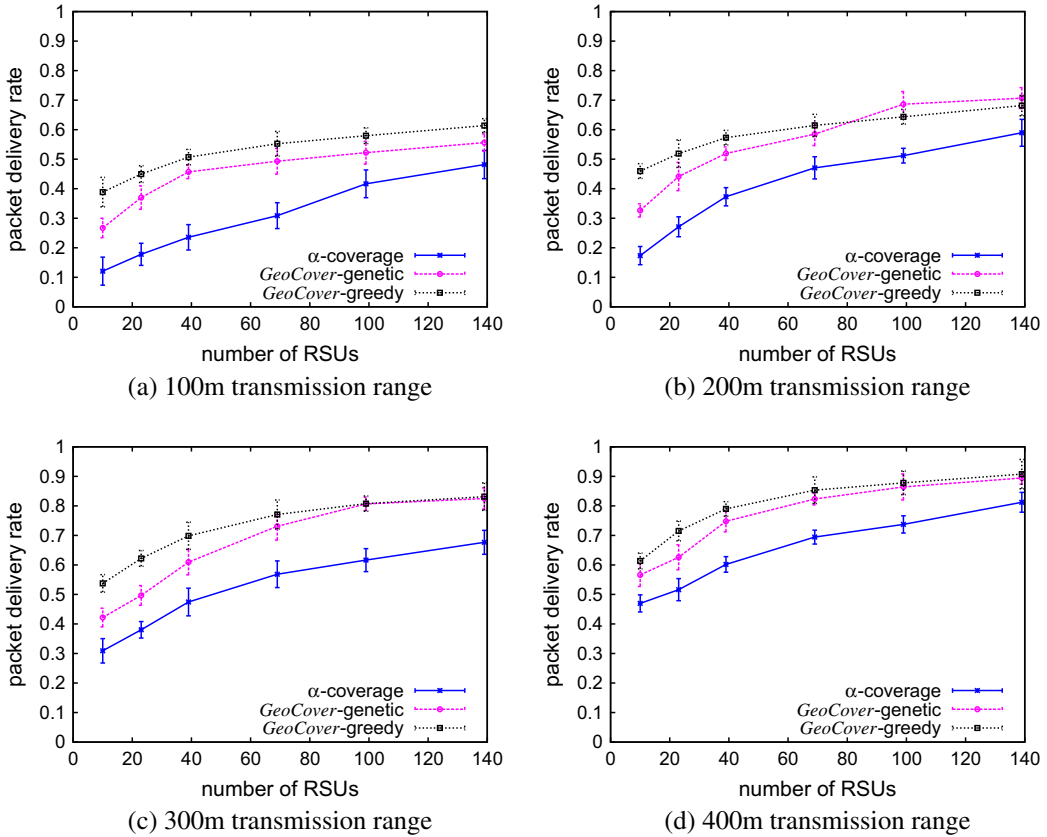 packet delivery rate
1
0.9
0.8
0.7
0.6
0.5
0.4
0.3
0.2
0.1
0
α-coverage
GeoCover-genetic
GeoCover-greedy
0 20 40 60 80 100 120 140
number of RSUs
(a) 100m transmission range
packet delivery rate
1
0.9
0.8
0.7
0.6
0.5
0.4
0.3
0.2
0.1
0
α-coverage
GeoCover-genetic
GeoCover-greedy
0 20 40 60 80 100 120 140
number of RSUs
(b) 200m transmission range
packet delivery rate
1
0.9
0.8
0.7
0.6
0.5
0.4
0.3
0.2
0.1
0
α-coverage
GeoCover-genetic
GeoCover-greedy
0 20 40 60 80 100 120 140
number of RSUs
(c) 300m transmission range
packet delivery rate
1
0.9
0.8
0.7
0.6
0.5
0.4
0.3
0.2
0.1
0
α-coverage
GeoCover-genetic
GeoCover-greedy
0 20 40 60 80 100 120 140
number of RSUs
(d) 400m transmission range